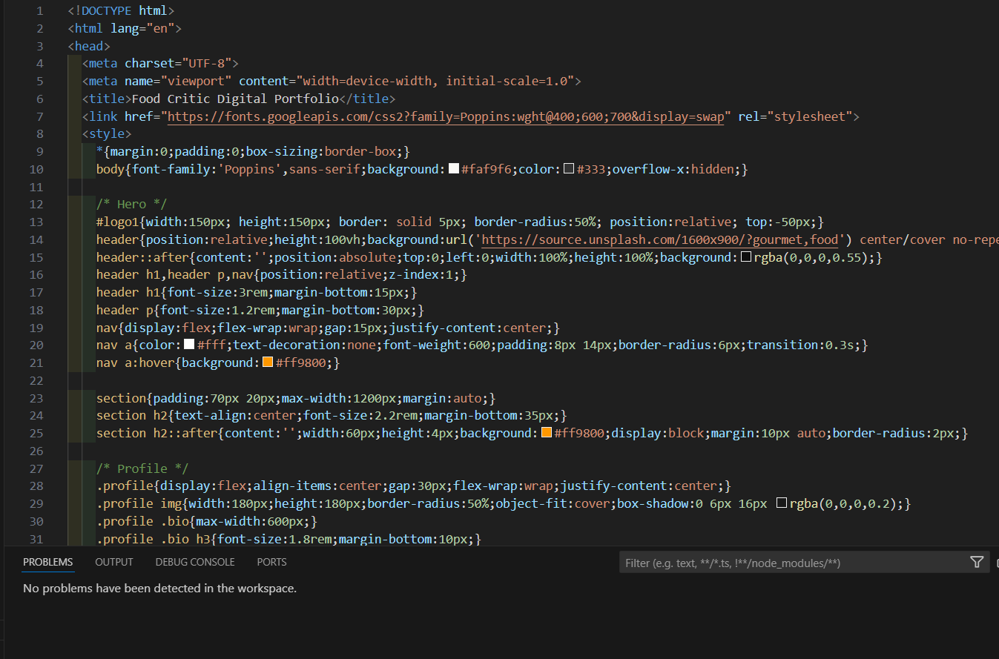 1 <!DOCTYPE html>
2 <html lang="en">
3 <head>
4 <meta charset="UTF-8">
5 <meta name="viewport" content="width=device-width, initial-scale=1.0">
6 <title>Food Critic Digital Portfolio</title>
7 <link href="https://fonts.googleapis.com/css2?family=Poppins:wght@400;600;700&display=swap" rel="stylesheet">
8 <style>
9 *{margin:0;padding:0;box-sizing:border-box;}
10 body{font-family:'Poppins',sans-serif;background:#faf9f6;color:#333;overflow-x:hidden;}
11
12 /* Hero */
13 #logo1{width:150px; height:150px; border: solid 5px; border-radius:50%; position:relative; top:-50px;}
14 header{position:relative;height:100vh;background:url('https://source.unsplash.com/1600x900/?gourmet,food') center/cover no-repe
15 header::after{content:'';position:absolute;top:0;left:0;width:100%;height:100%;background:rgba(0,0,0,0.55);}
16 header h1,header p,nav{position:relative;z-index:1;}
17 header h1{font-size:3rem;margin-bottom:15px;}
18 header p{font-size:1.2rem;margin-bottom:30px;}
19 nav{display:flex;flex-wrap:wrap;gap:15px;justify-content:center;}
20 nav a{color:#fff;text-decoration:none;font-weight:600;padding:8px 14px;border-radius:6px;transition:0.3s;}
21 nav a:hover{background:#ff9800;}
22
23 section{padding:70px 20px;max-width:1200px;margin:auto;}
24 section h2{text-align:center;font-size:2.2rem;margin-bottom:35px;}
25 section h2::after{content:'';width:60px;height:4px;background:#ff9800;display:block;margin:10px auto;border-radius:2px;}
26
27 /* Profile */
28 .profile{display:flex;align-items:center;gap:30px;flex-wrap:wrap;justify-content:center;}
29 .profile img{width:180px;height:180px;border-radius:50%;object-fit:cover;box-shadow:0 6px 16px rgba(0,0,0,0.2);}
30 .profile .bio{max-width:600px;}
31 .profile .bio h3{font-size:1.8rem;margin-bottom:10px;}
PROBLEMS OUTPUT DEBUG CONSOLE PORTS Filter (e.g. text, **/*.ts, !**/node_modules/**)
No problems have been detected in the workspace.